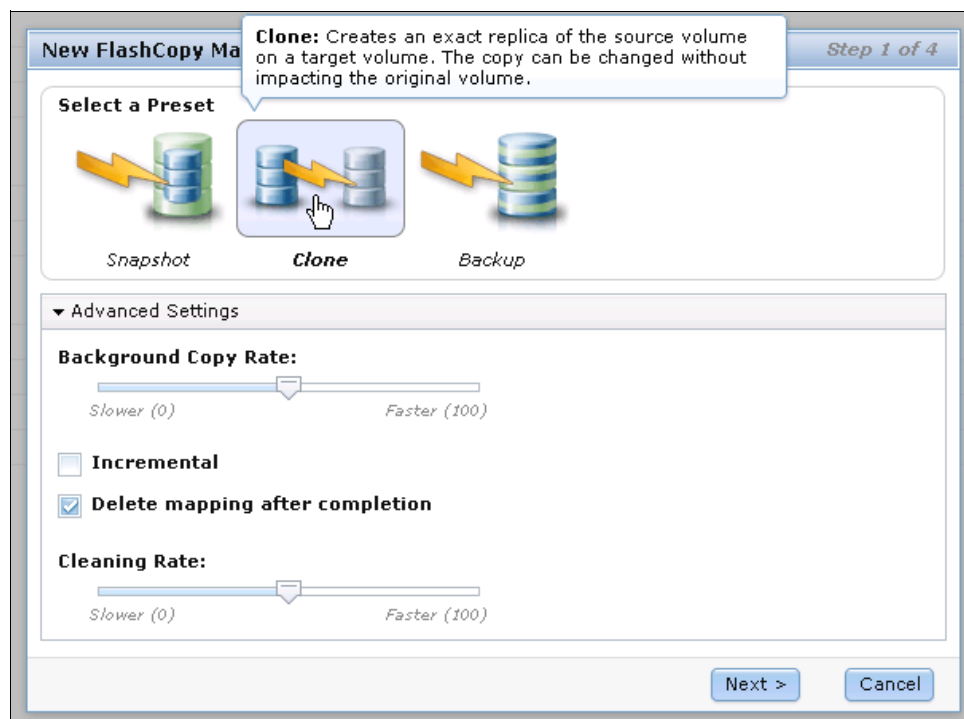 New FlashCopy Ma
Clone: Creates an exact replica of the source volume
on a target volume. The copy can be changed without
impacting the original volume.
Step 1 of 4
Select a Preset
Snapshot
Clone
Backup
Advanced Settings
Background Copy Rate:
Slower (0)
Faster (100)
Incremental
Delete mapping after completion
Cleaning Rate:
Slower (0)
Faster (100)
Next >
Cancel